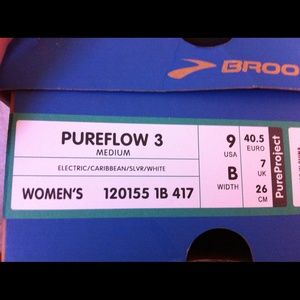 BROO
PUREFLOW 3
MEDIUM
ELECTRIC/CARIBBEAN/SLVR/WHITE
WOMEN'S 120155 1B 417
9
USA
B
WIDTH
40.5
EURO
7
UK
26
CM
PureProject